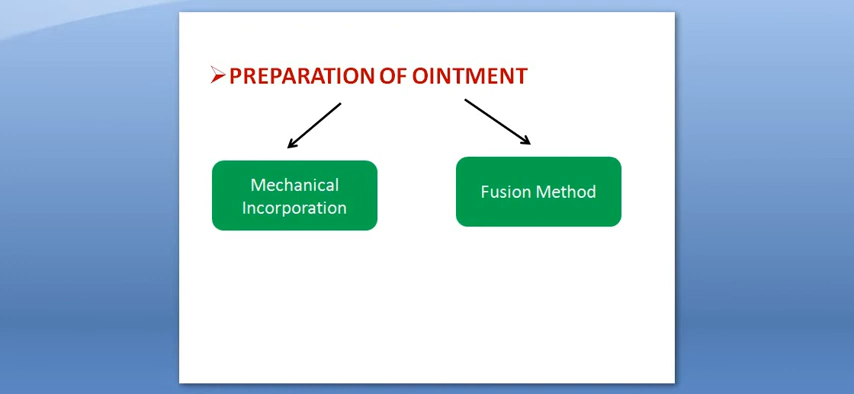 PREPARATION OF OINTMENT
Mechanical
Incorporation
Fusion Method